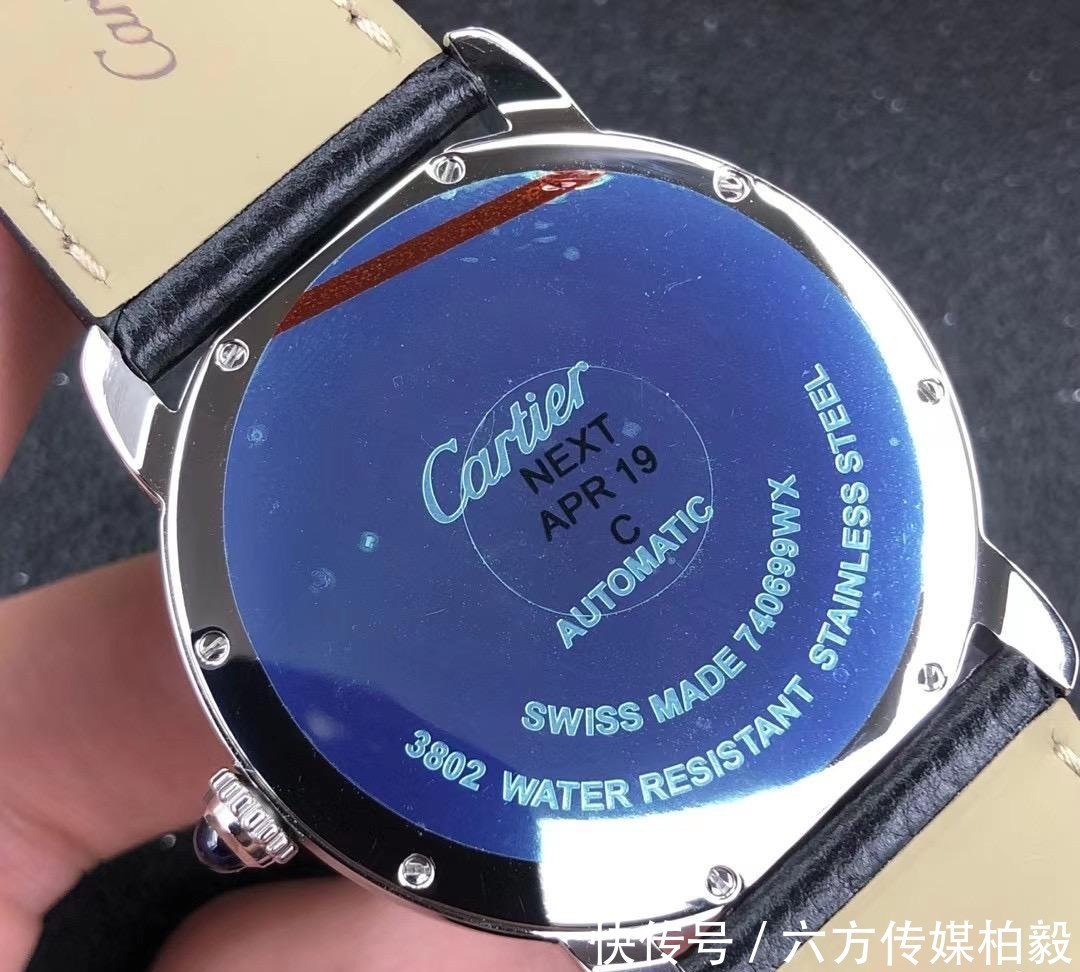 Car
Cartier
NEXT
APR 19
C
AUTOMATIC
SWISS MADE 740699WX
3802 WATER RESISTANT STAINLESS STEEL
快传号 / 六方传媒柏毅